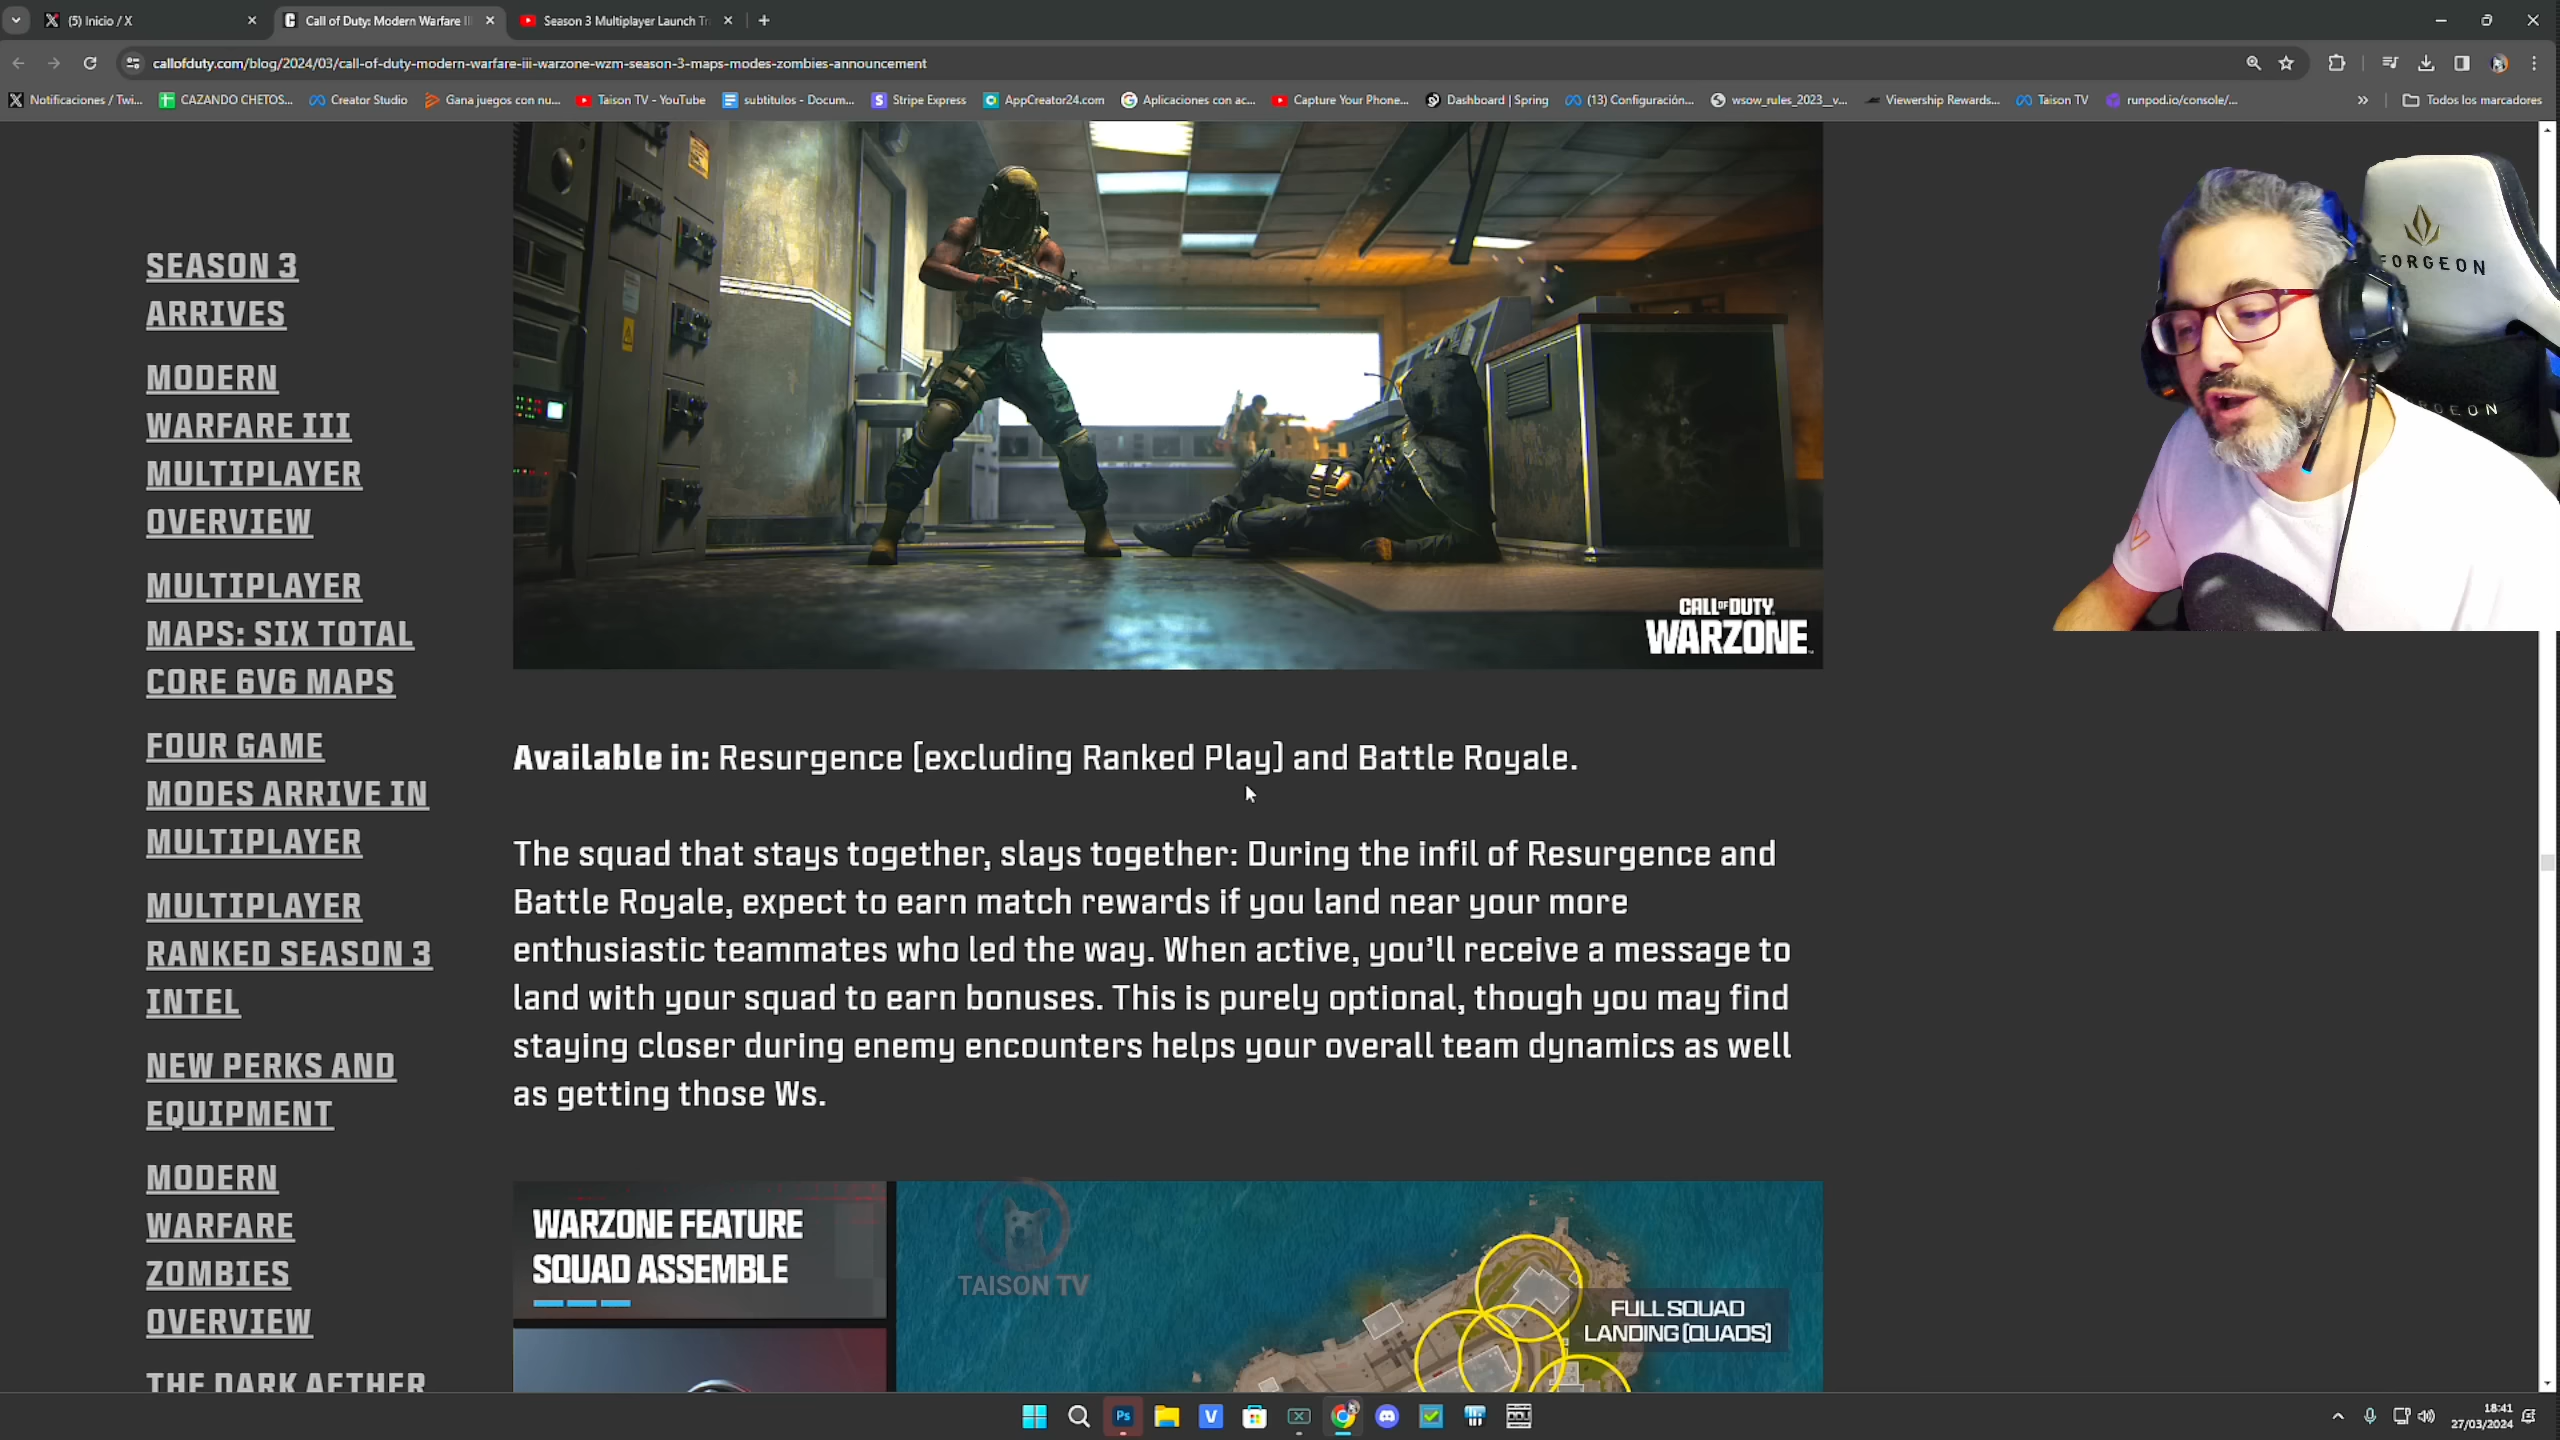 (5) Inicio / X
Call of Duty: Modern Warfare III
Season 3 Multiplayer Launch Tr
callofduty.com/blog/2024/03/call-of-duty-modern-warfare-iii-warzone-wzm-season-3-maps-modes-zombies-announcement
Notificaciones / Twi...
CAZANDO CHETOS...
Creator Studio
Gana juegos con nu...
Taison TV - YouTube
subtitulos - Docum...
Stripe Express
AppCreator24.com
Aplicaciones con ac...
Capture Your Phone...
Dashboard | Spring
(13) Configuración...
wsow_rules_2023__v...
Viewership Rewards...
Taison TV
runpod.io/console/...
Todos los marcadores
SEASON 3
ARRIVES
MODERN
WARFARE III
MULTIPLAYER
OVERVIEW
MULTIPLAYER
MAPS: SIX TOTAL
CORE 6V6 MAPS
FOUR GAME
MODES ARRIVE IN
MULTIPLAYER
MULTIPLAYER
RANKED SEASON 3
INTEL
NEW PERKS AND
EQUIPMENT
MODERN
WARFARE
ZOMBIES
OVERVIEW
THE DARK AETHER
CALL OF DUTY
WARZONE
FORGEON
Available in: Resurgence [excluding Ranked Play] and Battle Royale.
The squad that stays together, slays together: During the infil of Resurgence and
Battle Royale, expect to earn match rewards if you land near your more
enthusiastic teammates who led the way. When active, you’ll receive a message to
land with your squad to earn bonuses. This is purely optional, though you may find
staying closer during enemy encounters helps your overall team dynamics as well
as getting those Ws.
WARZONE FEATURE
SQUAD ASSEMBLE
TAISON TV
FULL SQUAD
LANDING (QUADS)
Ps
V
18:41
27/03/2024